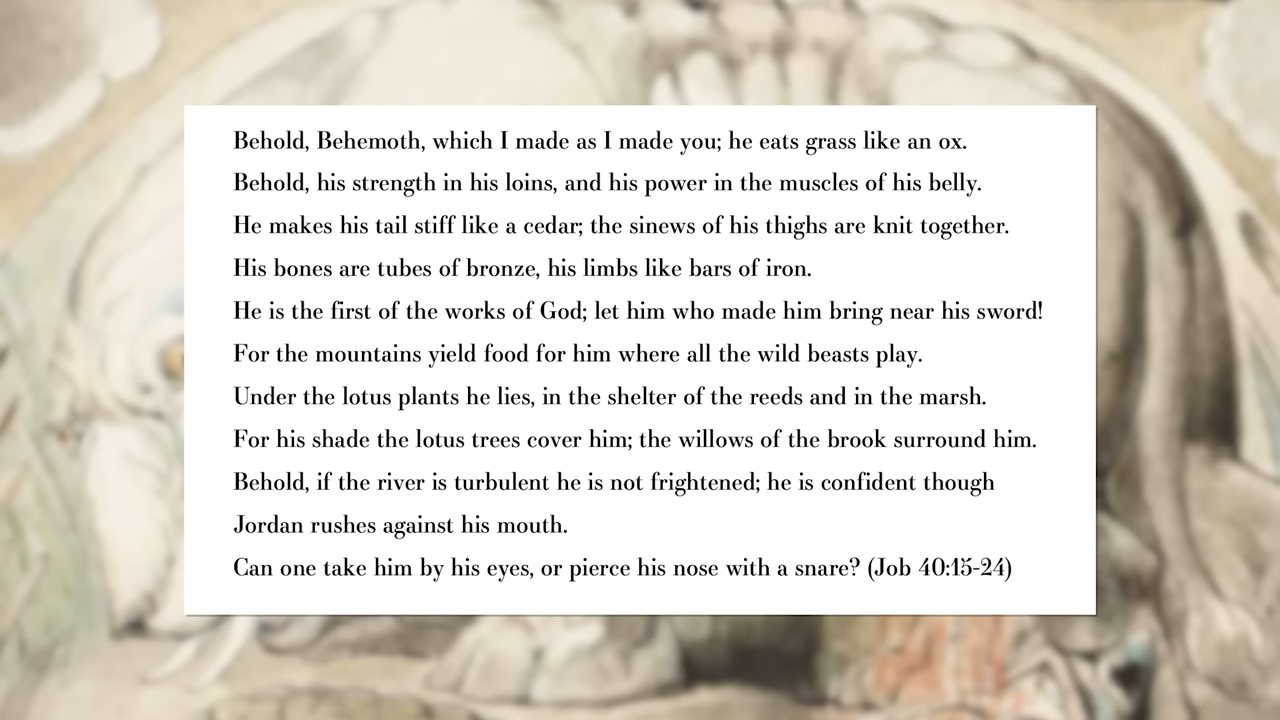 Behold, Behemoth, which I made as I made you; he eats grass like an ox.
Behold, his strength in his loins, and his power in the muscles of his belly.
He makes his tail stiff like a cedar; the sinews of his thighs are knit together.
His bones are tubes of bronze, his limbs like bars of iron.
He is the first of the works of God; let him who made him bring near his sword!
For the mountains yield food for him where all the wild beasts play.
Under the lotus plants he lies, in the shelter of the reeds and in the marsh.
For his shade the lotus trees cover him; the willows of the brook surround him.
Behold, if the river is turbulent he is not frightened; he is confident though
Jordan rushes against his mouth.
Can one take him by his eyes, or pierce his nose with a snare? (Job 40:15-24)